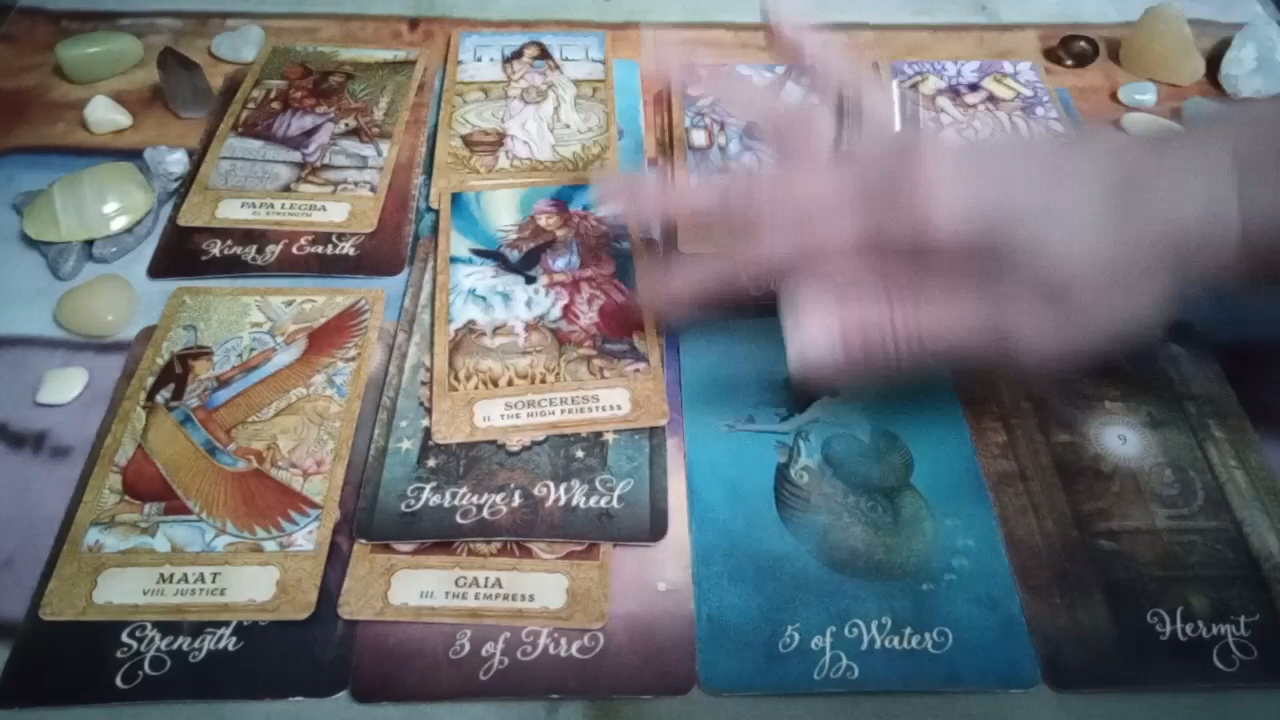 PAPA LEGBA
XI. STRENGTH
King of Earth
SORCERESS
II. THE HIGH PRIESTESS
Fortune's Wheel
MA'AT
VIII. JUSTICE
Strength
GAIA
III. THE EMPRESS
3 of Fire
5 of Water
9
Hermit